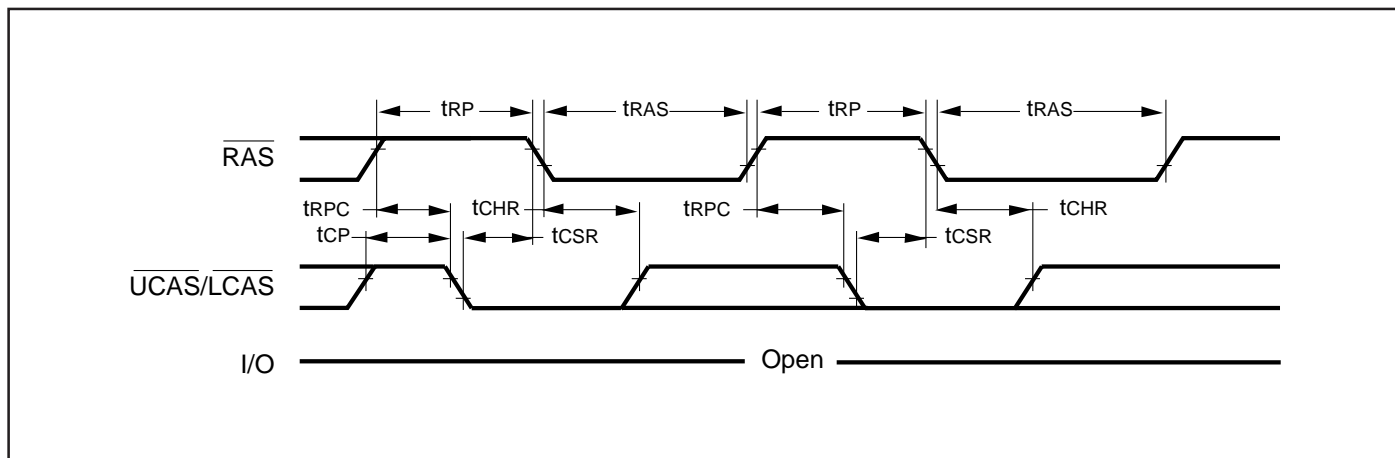 tRP tRAS tRP tRAS
RAS
tRPC tCHR tRPC tCHR
tCP tCSR tCSR
UCAS/LCAS
I/O Open